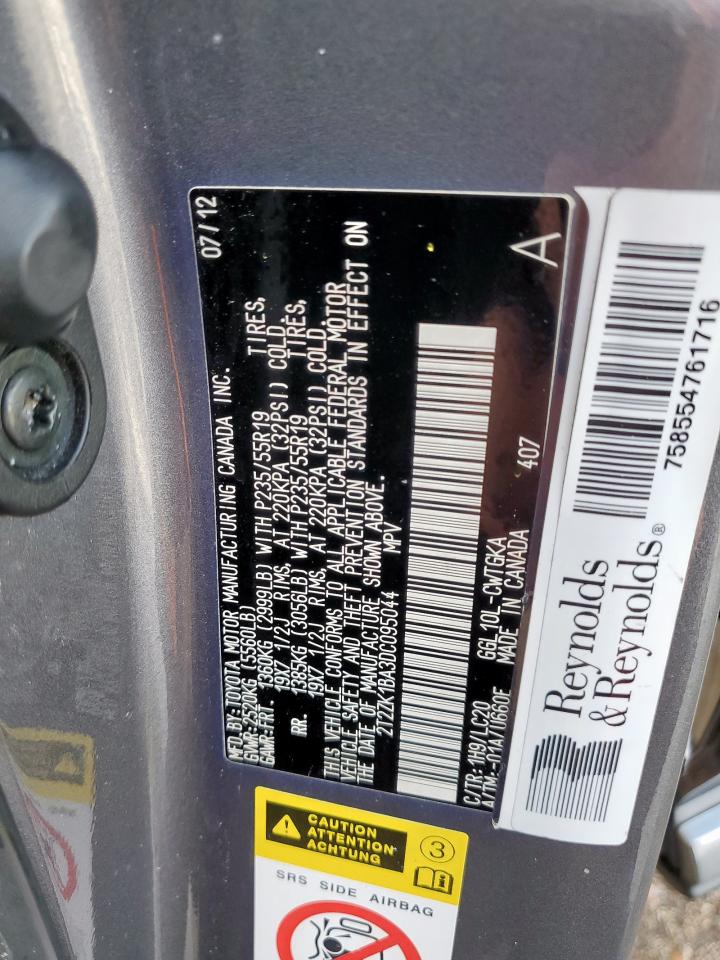 MFD.BY:TOYOTA MOTOR MANUFACTURING CANADA INC. 07/12
GVWR:2520KG(5560LB)
GAWR:FRT. 1360KG(2999LB) WITH P235/55R19 TIRES,
19X7 1/2J RIMS, AT 220KPA(32PSI) COLD.
RR. 1385KG(3056LB) WITH P235/55R19 TIRES,
19X7 1/2J RIMS, AT 220KPA(32PSI) COLD.
THIS VEHICLE CONFORMS TO ALL APPLICABLE FEDERAL MOTOR
VEHICLE SAFETY AND THEFT PREVENTION STANDARDS IN EFFECT ON
THE DATE OF MANUFACTURE SHOWN ABOVE.
2T2ZK1BA3DC095044 MPV
C/TR:1H9/LC20 GGL10L-CWTGKA
A/TM:-01A/U660F MADE IN CANADA 407
A
Reynolds
& Reynolds®
758554761716
CAUTION
ATTENTION
ACHTUNG
3
SRS SIDE AIRBAG